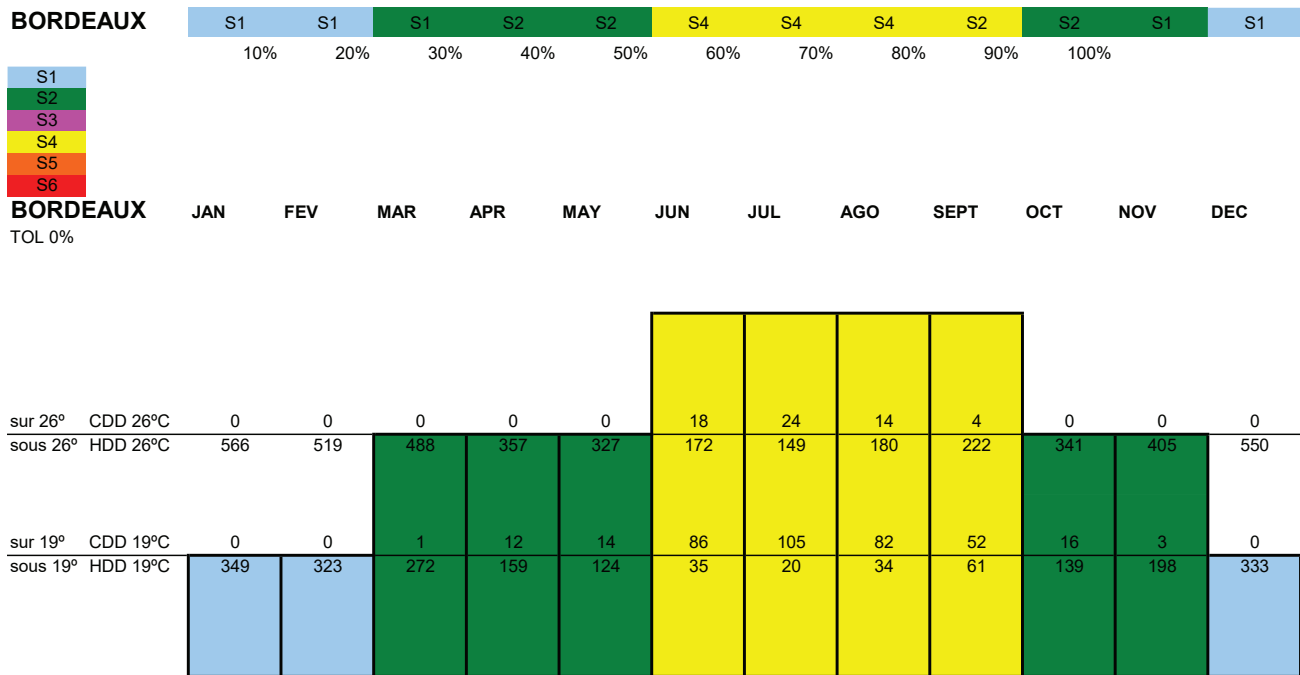 BORDEAUX S1 S1 S1 S2 S2 S4 S4 S4 S2 S2 S1 S1
10% 20% 30% 40% 50% 60% 70% 80% 90% 100%
S1
S2
S3
S4
S5
S6
BORDEAUX JAN FEV MAR APR MAY JUN JUL AGO SEPT OCT NOV DEC
TOL 0%
sur 26º CDD 26ºC 0 0 0 0 0 18 24 14 4 0 0 0
sous 26º HDD 26ºC 566 519 488 357 327 172 149 180 222 341 405 550
sur 19º CDD 19ºC 0 0 1 12 14 86 105 82 52 16 3 0
sous 19º HDD 19ºC 349 323 272 159 124 35 20 34 61 139 198 333